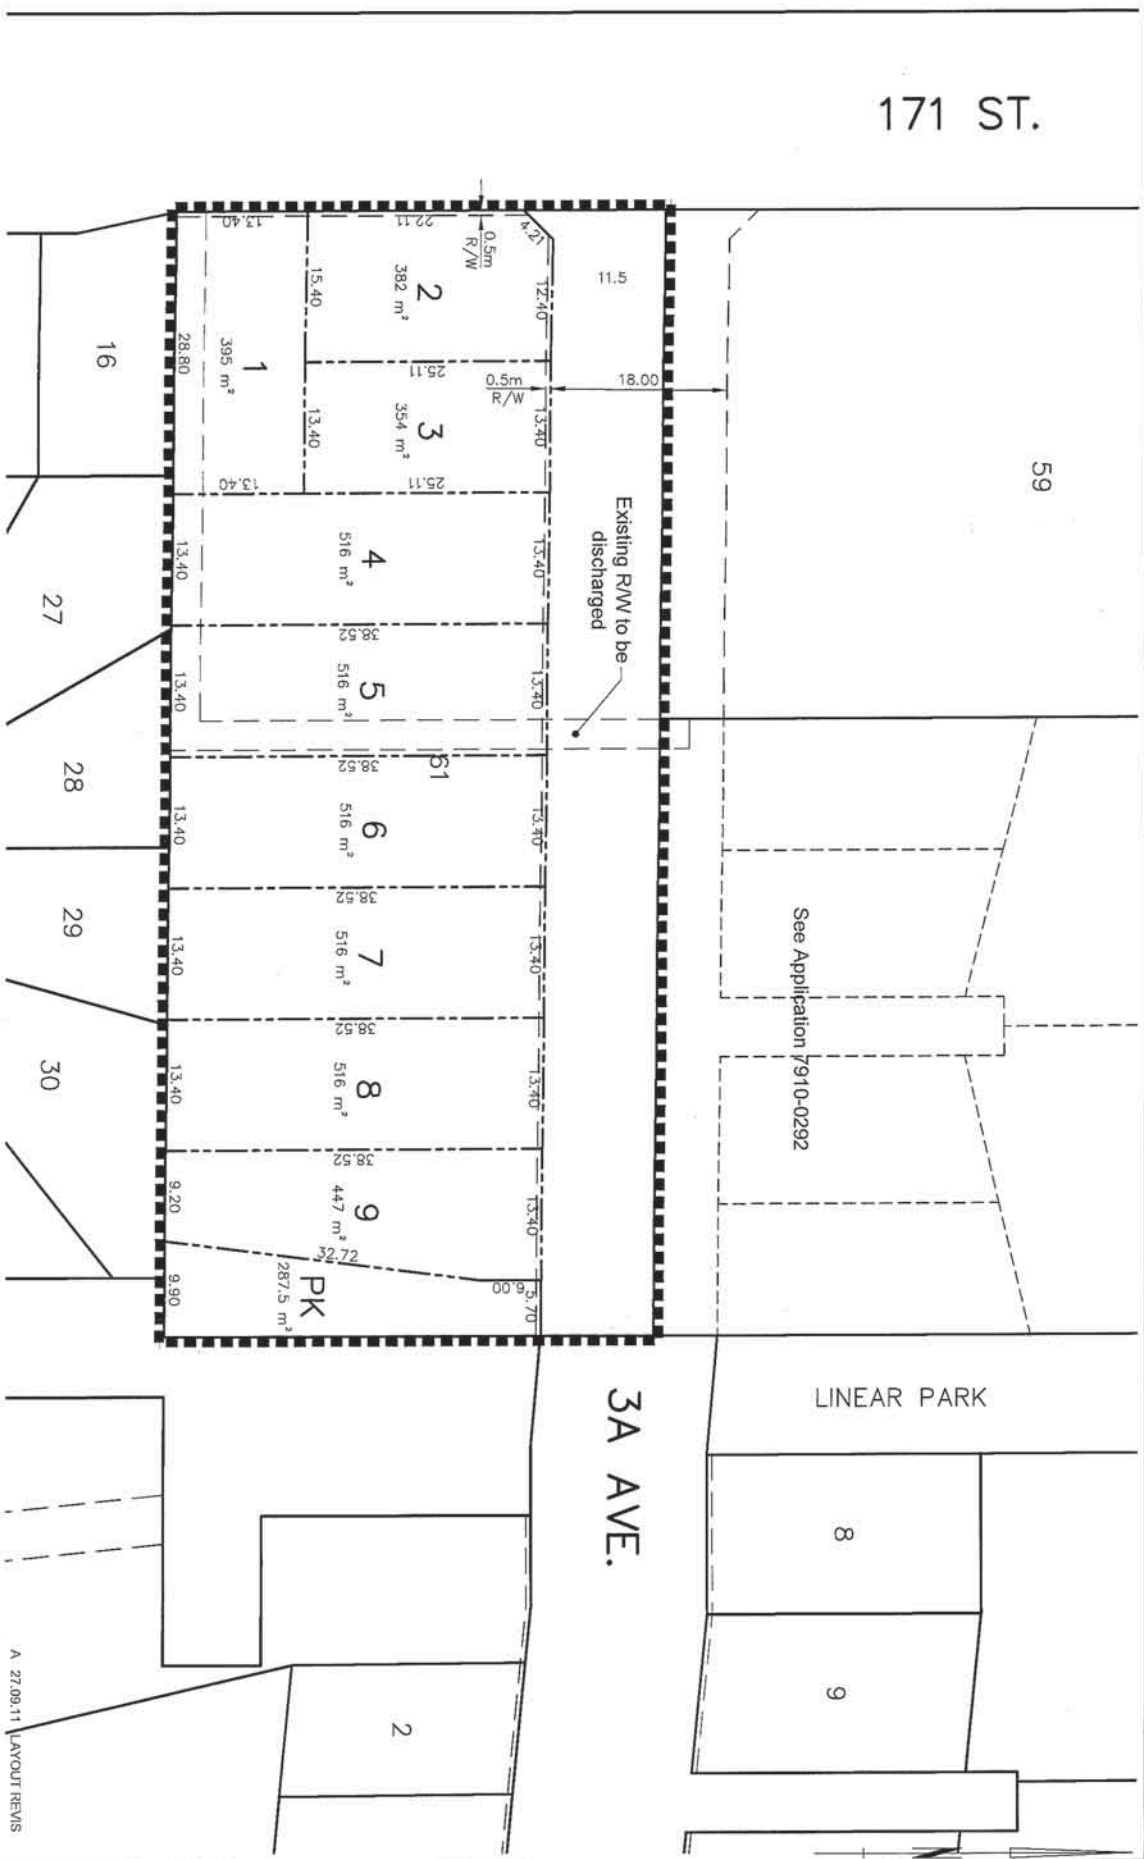 171 ST.
59
See Application 7910-0292
LINEAR PARK
8
9
11.5
18.00
Existing R/W to be
discharged
3A AVE.
4.21
12.40
13.40
13.40
13.40
13.40
13.40
13.40
13.40
5.70
0.5m
R/W
0.5m
R/W
22.11
2
382 m²
25.11
3
354 m²
25.11
15.40
13.40
13.40
1
395 m²
13.40
28.80
4
516 m²
38.52
5
516 m²
38.52
61
6
516 m²
38.52
7
516 m²
38.52
8
516 m²
38.52
9
447 m²
32.72
6.00
PK
287.5 m²
13.40
13.40
13.40
13.40
13.40
9.20
9.90
16
27
28
29
30
2
A 27.09.11 LAYOUT REVIS